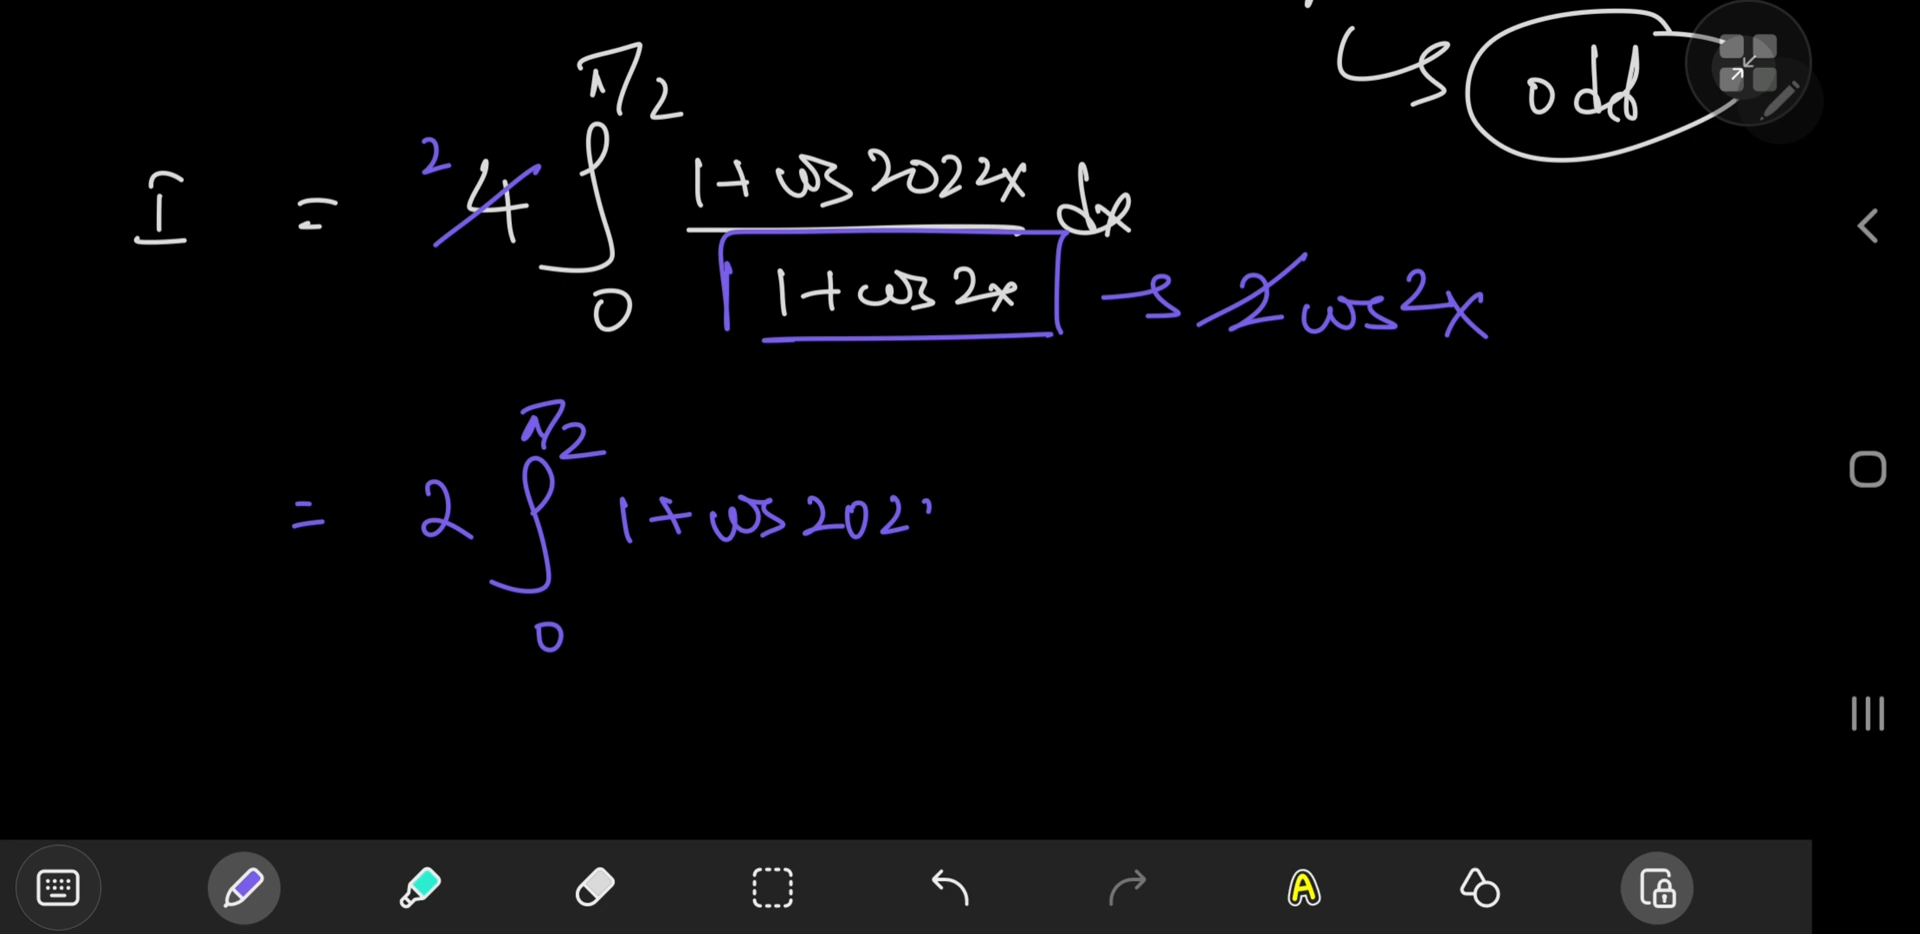 ↳ odd
I = 2 4 ∫₀^{π/2} (1 + cos 2022x)/(1 + cos 2x) dx → 2 cos²x
= 2 ∫₀^{π/2} 1 + cos 202
A